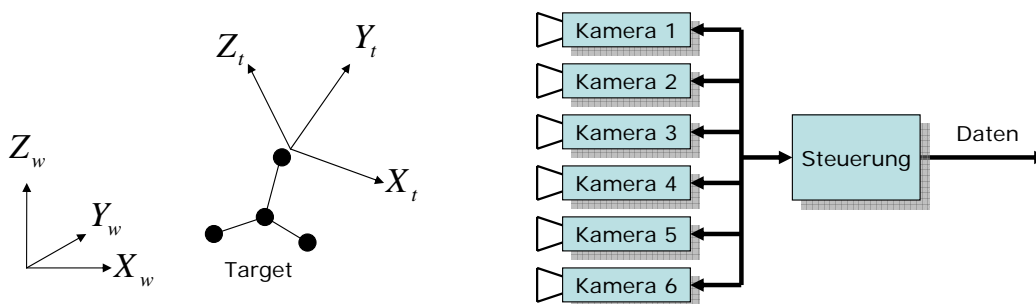 Z_w
Y_w
X_w
Z_t
Y_t
X_t
Target
Kamera 1
Kamera 2
Kamera 3
Kamera 4
Kamera 5
Kamera 6
Steuerung
Daten